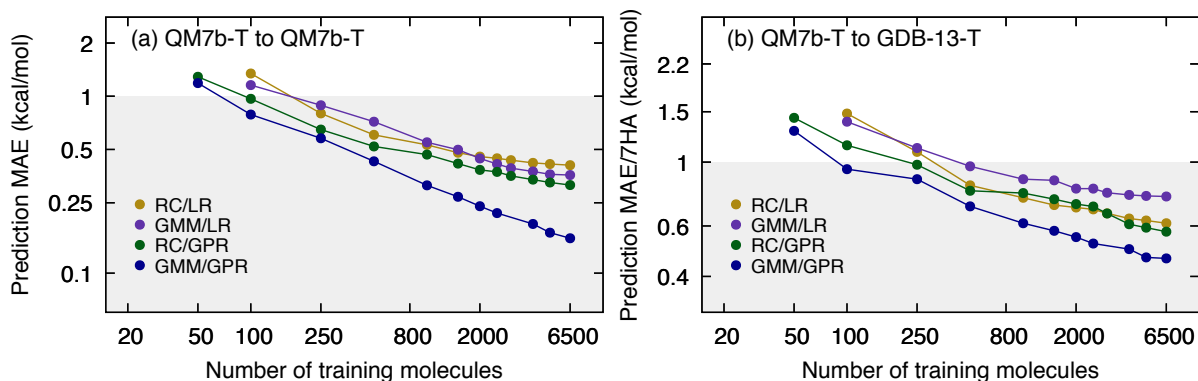 (a) QM7b-T to QM7b-T
Prediction MAE (kcal/mol)
2
1
0.5
0.25
0.1
RC/LR
GMM/LR
RC/GPR
GMM/GPR
20 50 100 250 800 2000 6500
Number of training molecules
(b) QM7b-T to GDB-13-T
Prediction MAE/7HA (kcal/mol)
2.2
1.5
1
0.6
0.4
RC/LR
GMM/LR
RC/GPR
GMM/GPR
20 50 100 250 800 2000 6500
Number of training molecules